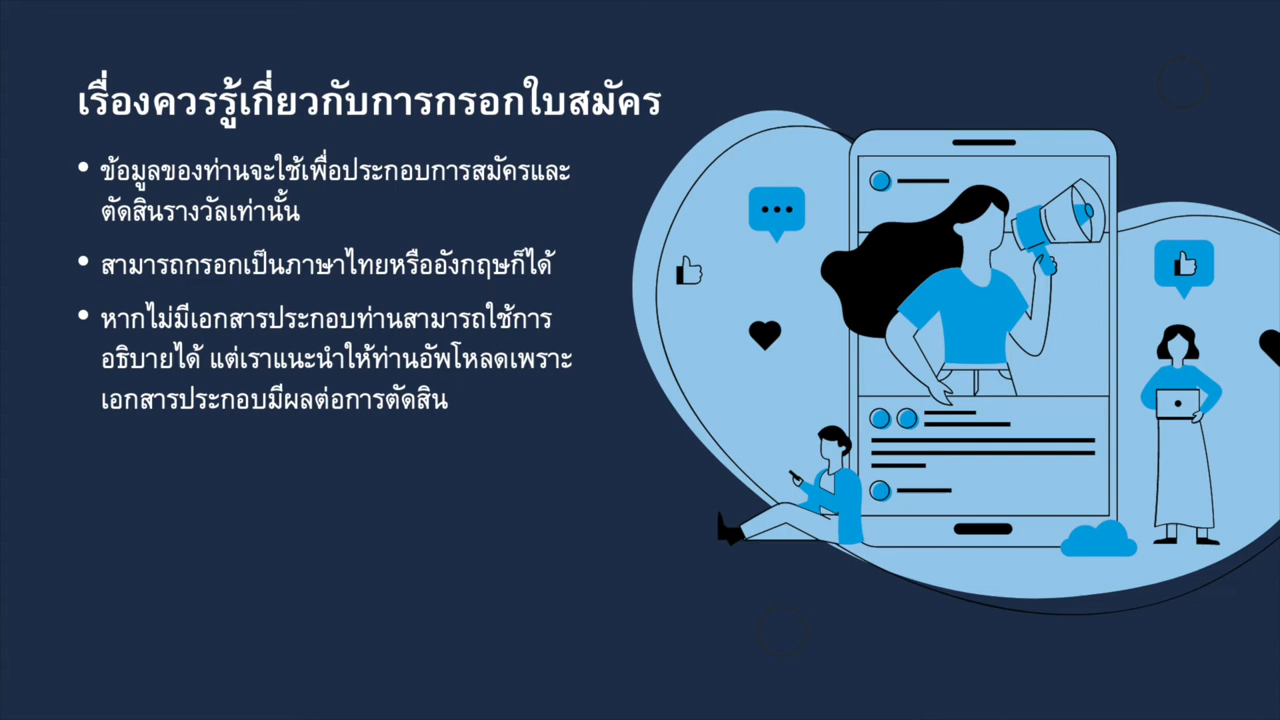 เรื่องควรรู้เกี่ยวกับการกรอกใบสมัคร
• ข้อมูลของท่านจะใช้เพื่อประกอบการสมัครและ
ตัดสินรางวัลเท่านั้น
• สามารถกรอกเป็นภาษาไทยหรืออังกฤษก็ได้
• หากไม่มีเอกสารประกอบท่านสามารถใช้การ
อธิบายได้ แต่เราแนะนำให้ท่านอัพโหลดเพราะ
เอกสารประกอบมีผลต่อการตัดสิน